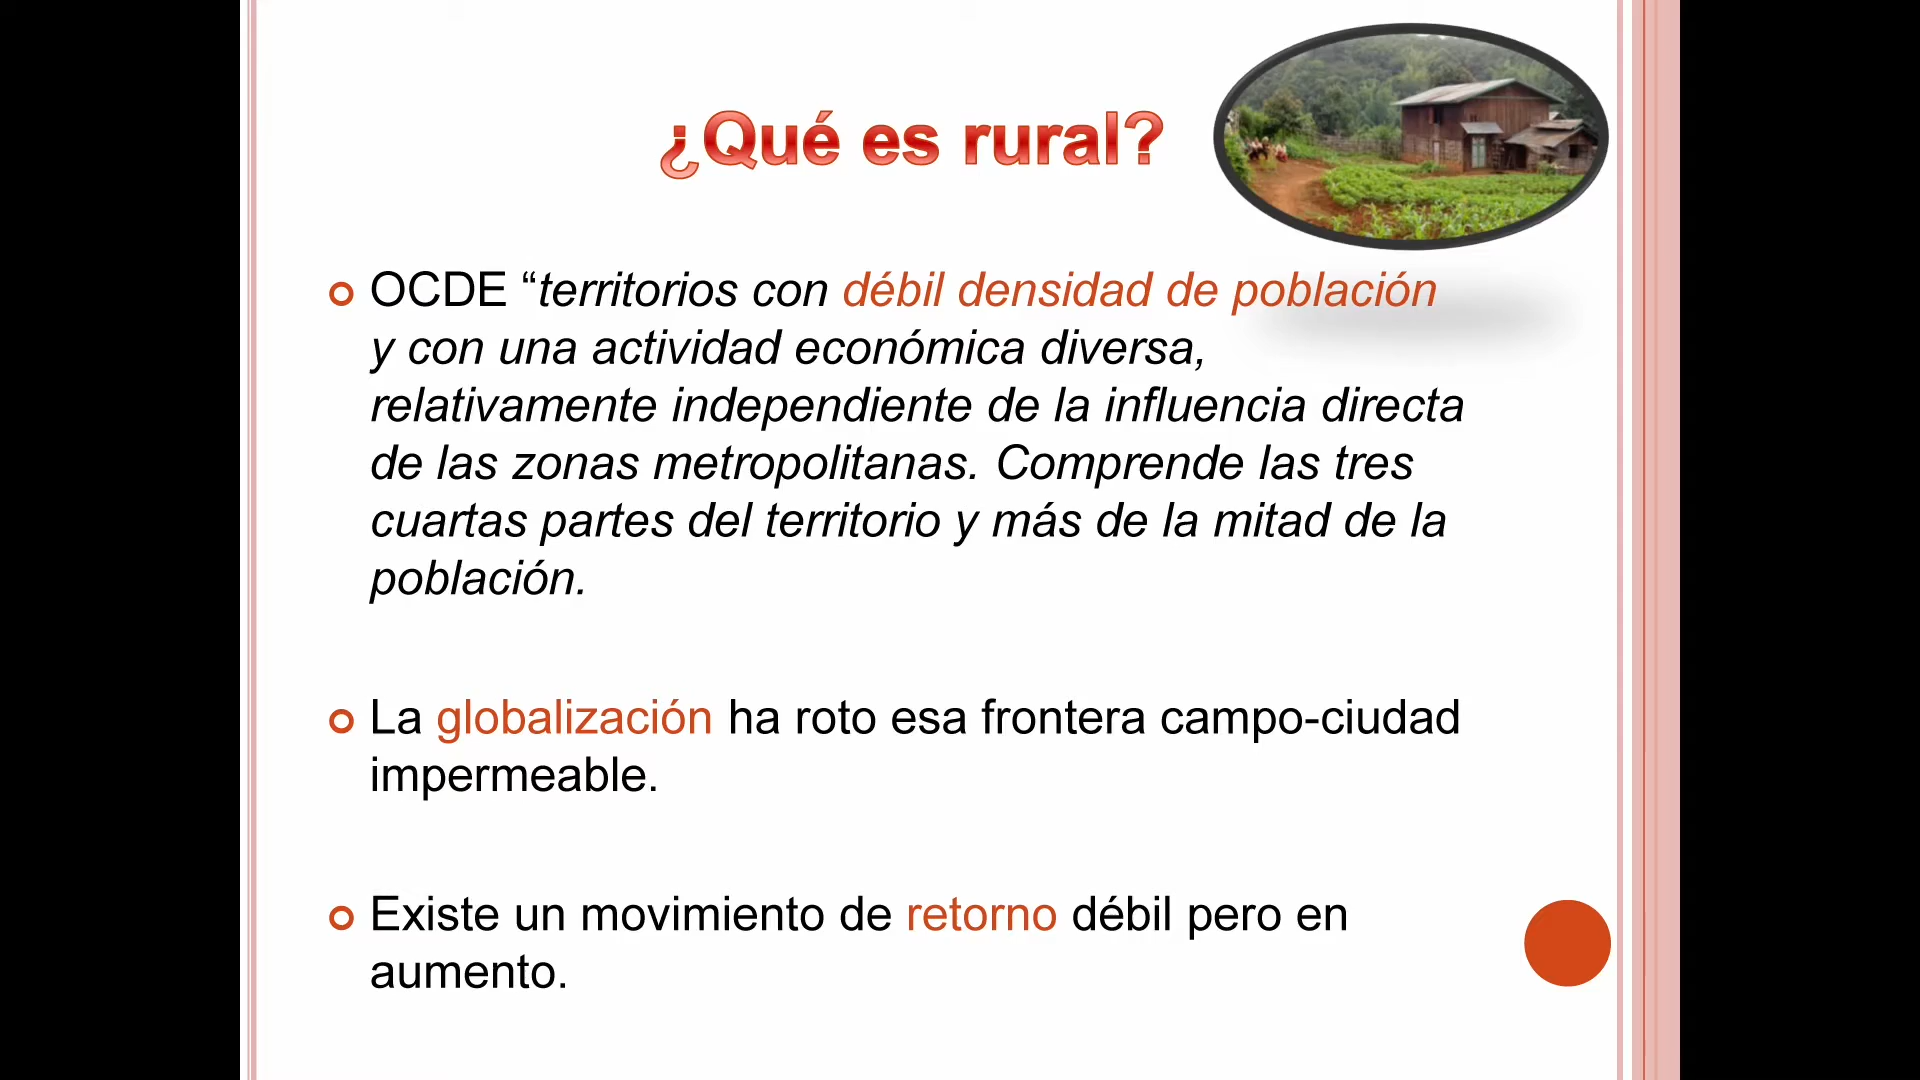 ¿Qué es rural?
OCDE “territorios con débil densidad de población
y con una actividad económica diversa,
relativamente independiente de la influencia directa
de las zonas metropolitanas. Comprende las tres
cuartas partes del territorio y más de la mitad de la
población.
La globalización ha roto esa frontera campo-ciudad
impermeable.
Existe un movimiento de retorno débil pero en
aumento.